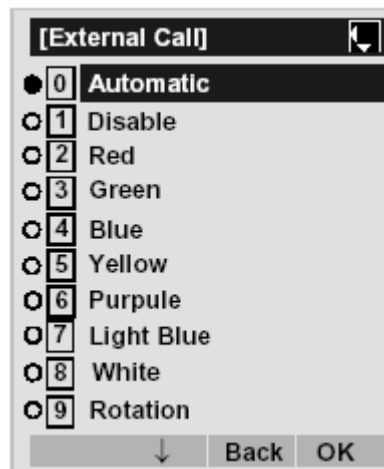 [External Call]
0 Automatic
1 Disable
2 Red
3 Green
4 Blue
5 Yellow
6 Purpule
7 Light Blue
8 White
9 Rotation
↓ Back OK